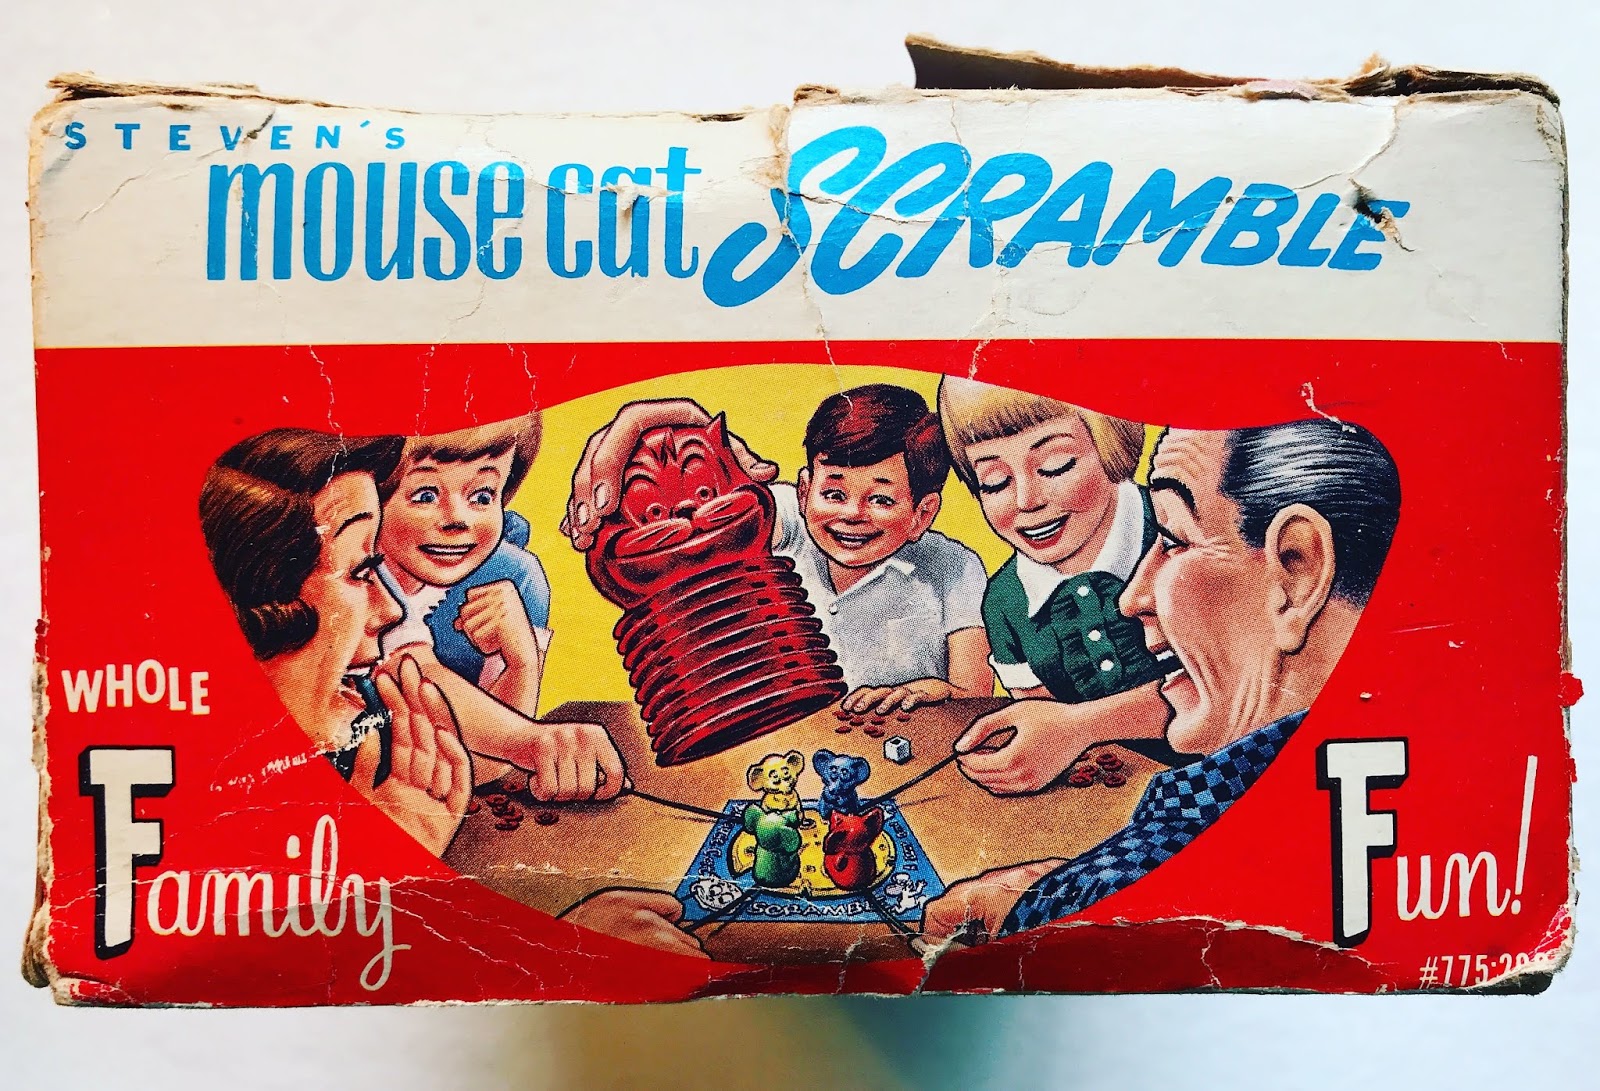 STEVEN'S
mouse cat SCRAMBLE
WHOLE
Family
Fun!
SCRAMBLE